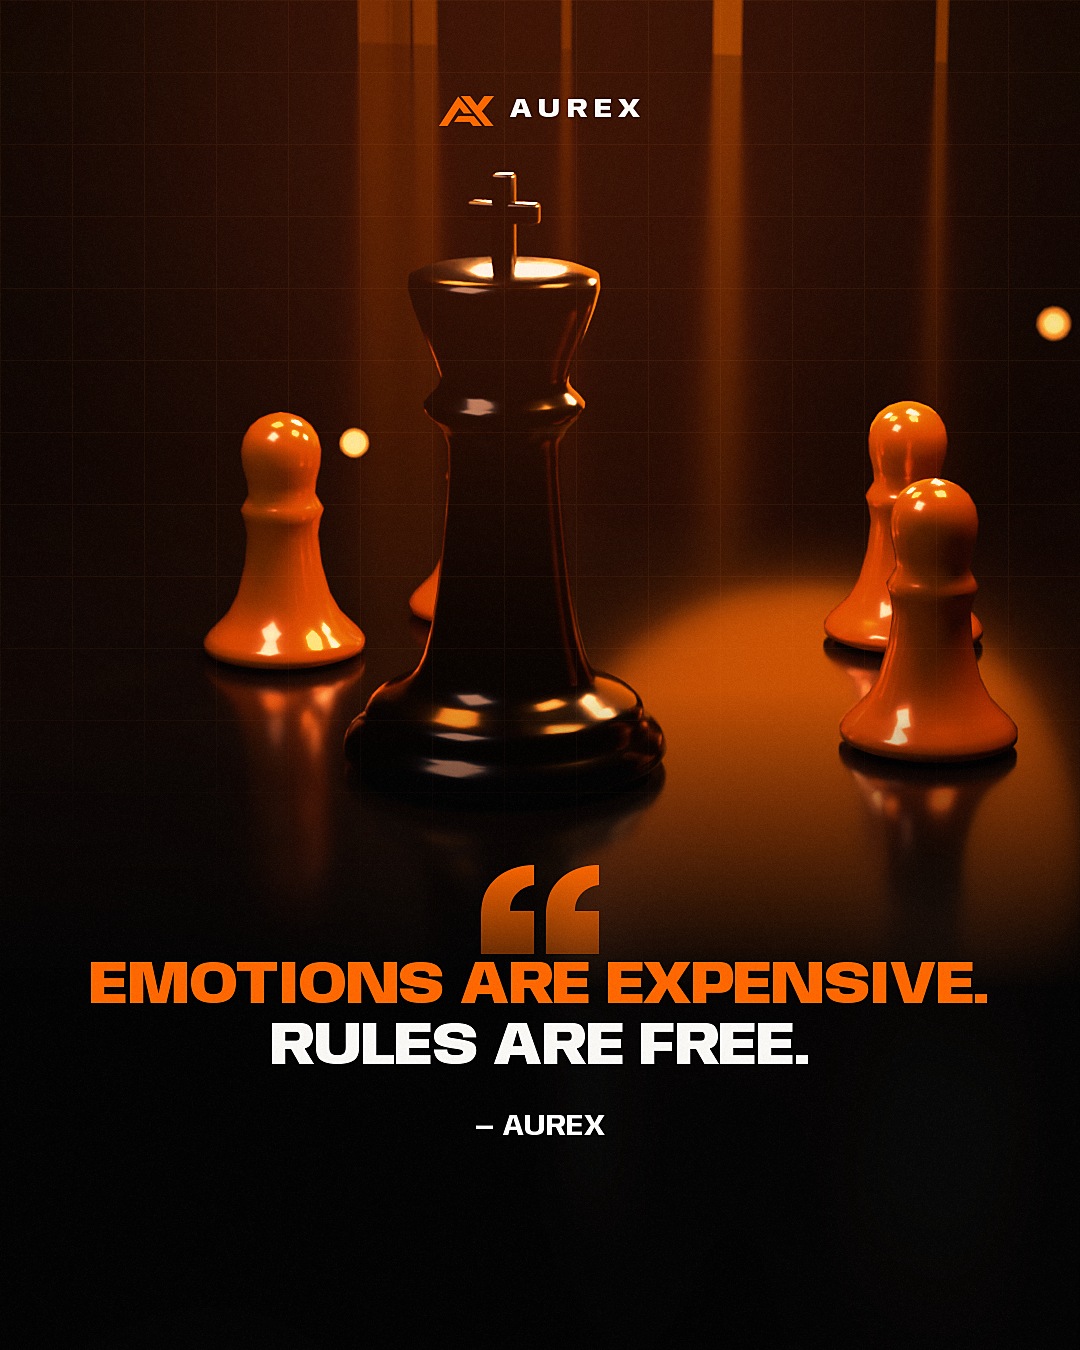 AUREX
“
EMOTIONS ARE EXPENSIVE.
RULES ARE FREE.
– AUREX